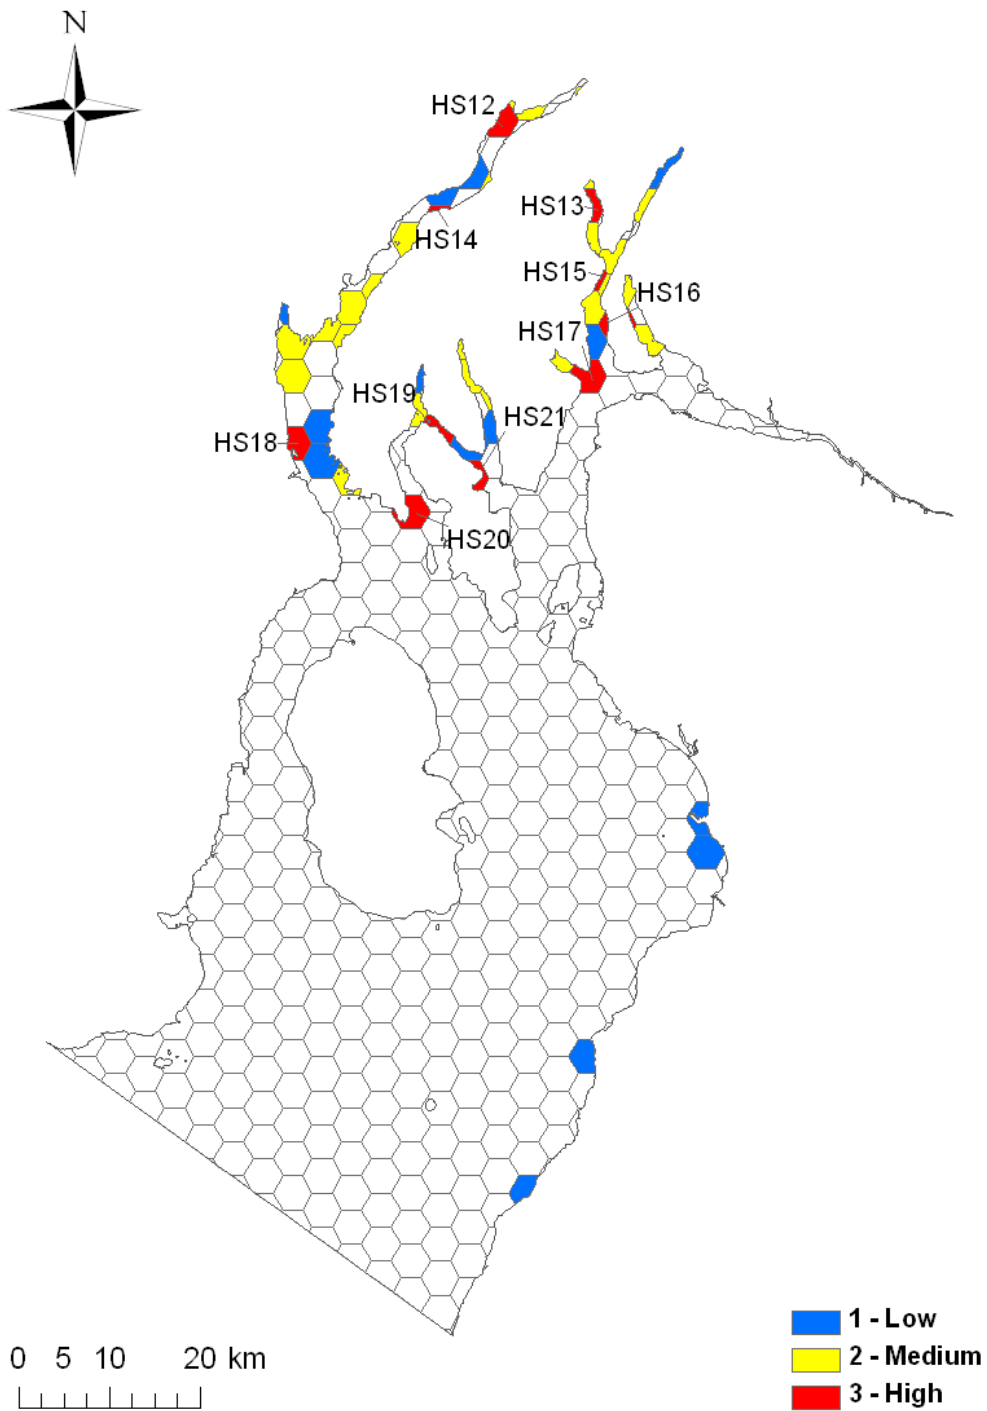 N
HS12
HS13
HS14
HS15
HS16
HS17
HS19
HS21
HS18
HS20
1 - Low
2 - Medium
3 - High
0 5 10 20 km